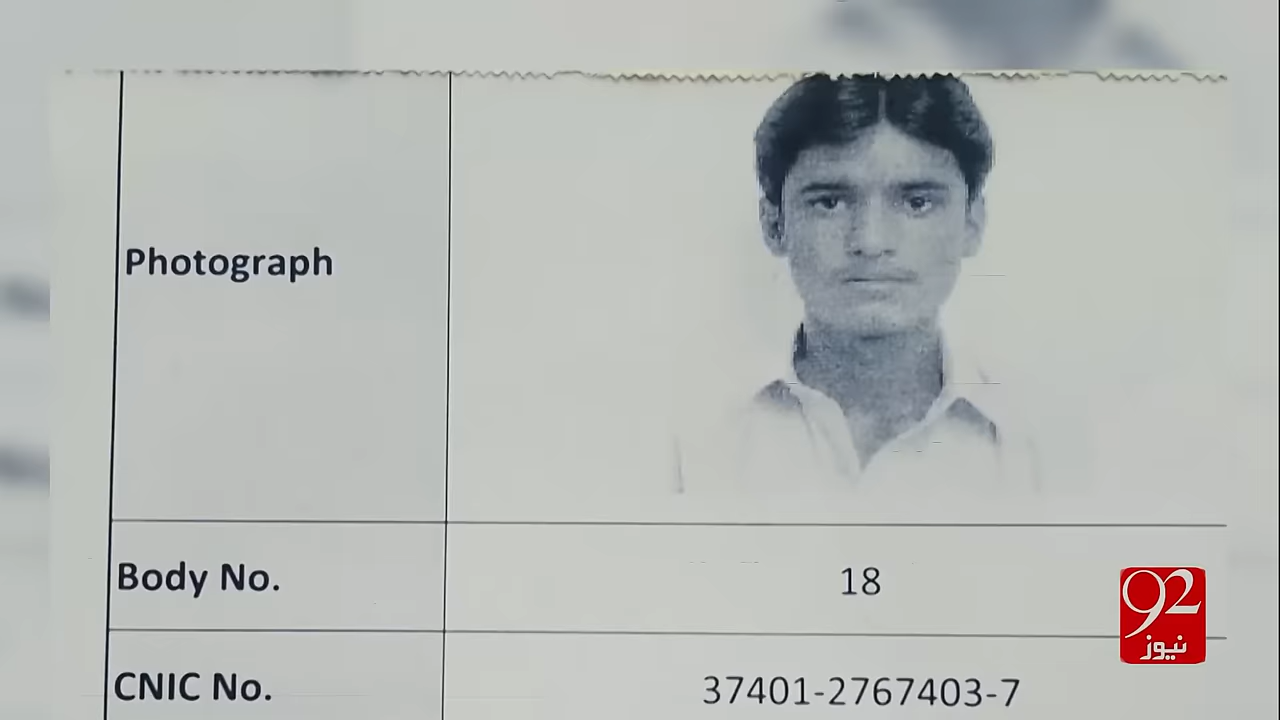 Photograph
Body No.
18
CNIC No.
37401-2767403-7
92
نیوز